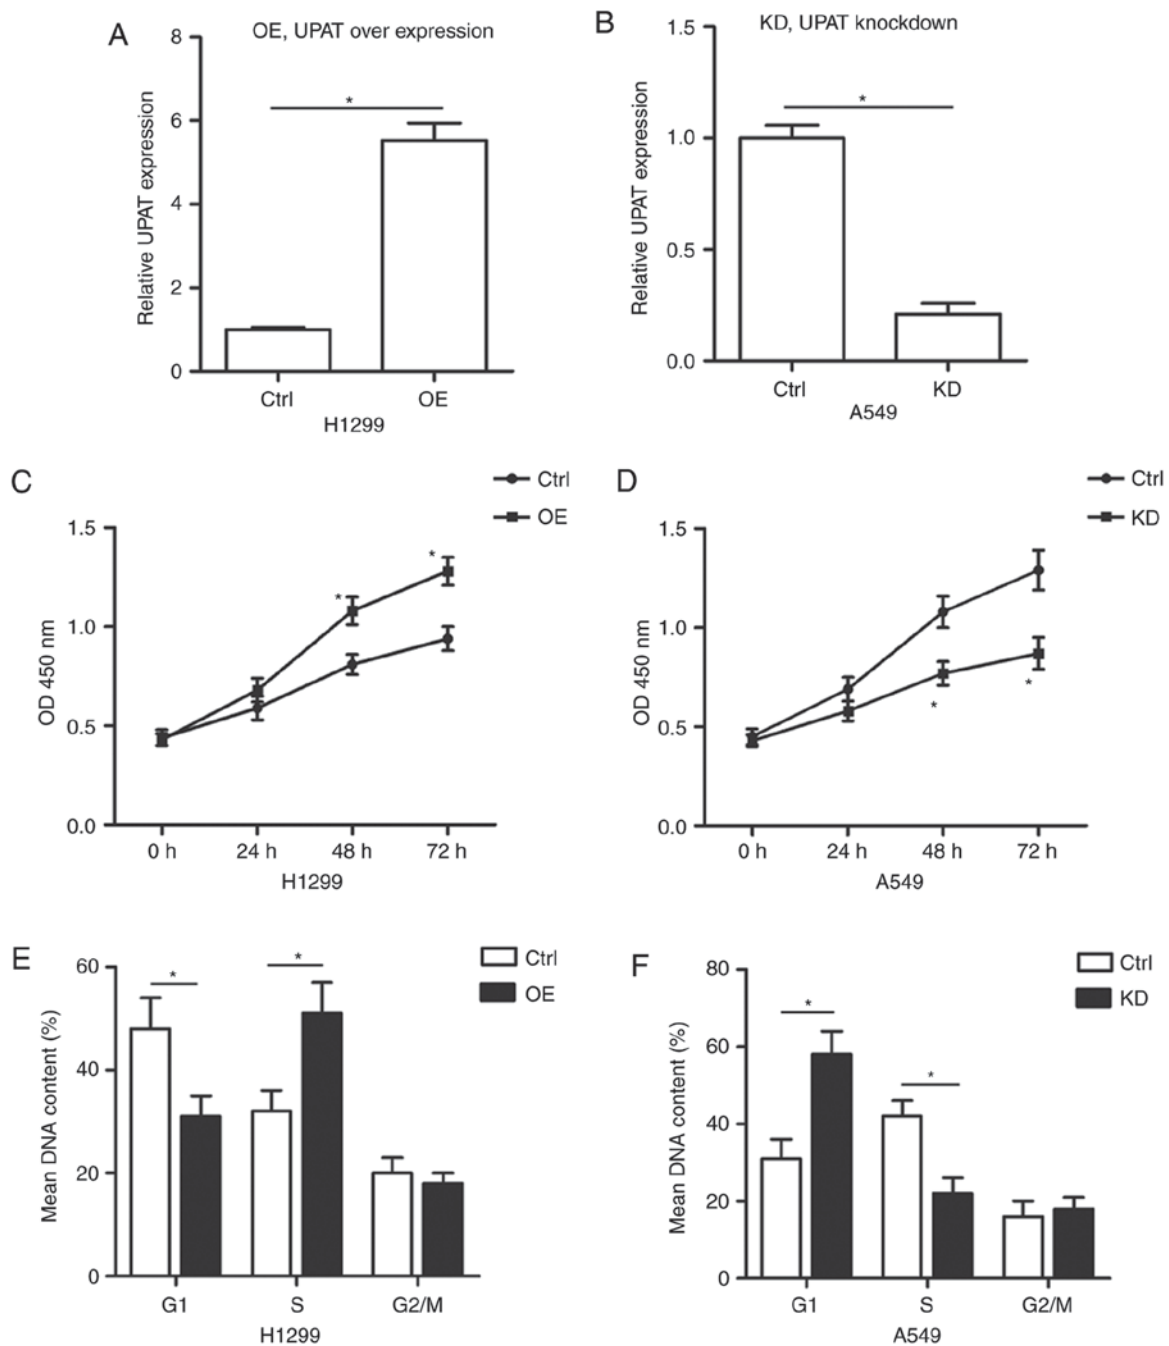 A
OE, UPAT over expression
8
6
4
2
0
Relative UPAT expression
*
Ctrl
OE
H1299
B
KD, UPAT knockdown
1.5
1.0
0.5
0.0
Relative UPAT expression
*
Ctrl
KD
A549
C
Ctrl
OE
1.5
1.0
0.5
0.0
OD 450 nm
*
*
0 h
24 h
48 h
72 h
H1299
D
Ctrl
KD
1.5
1.0
0.5
0.0
OD 450 nm
*
*
0 h
24 h
48 h
72 h
A549
E
Ctrl
OE
60
40
20
0
Mean DNA content (%)
*
*
G1
S
G2/M
H1299
F
Ctrl
KD
80
60
40
20
0
Mean DNA content (%)
*
*
G1
S
G2/M
A549